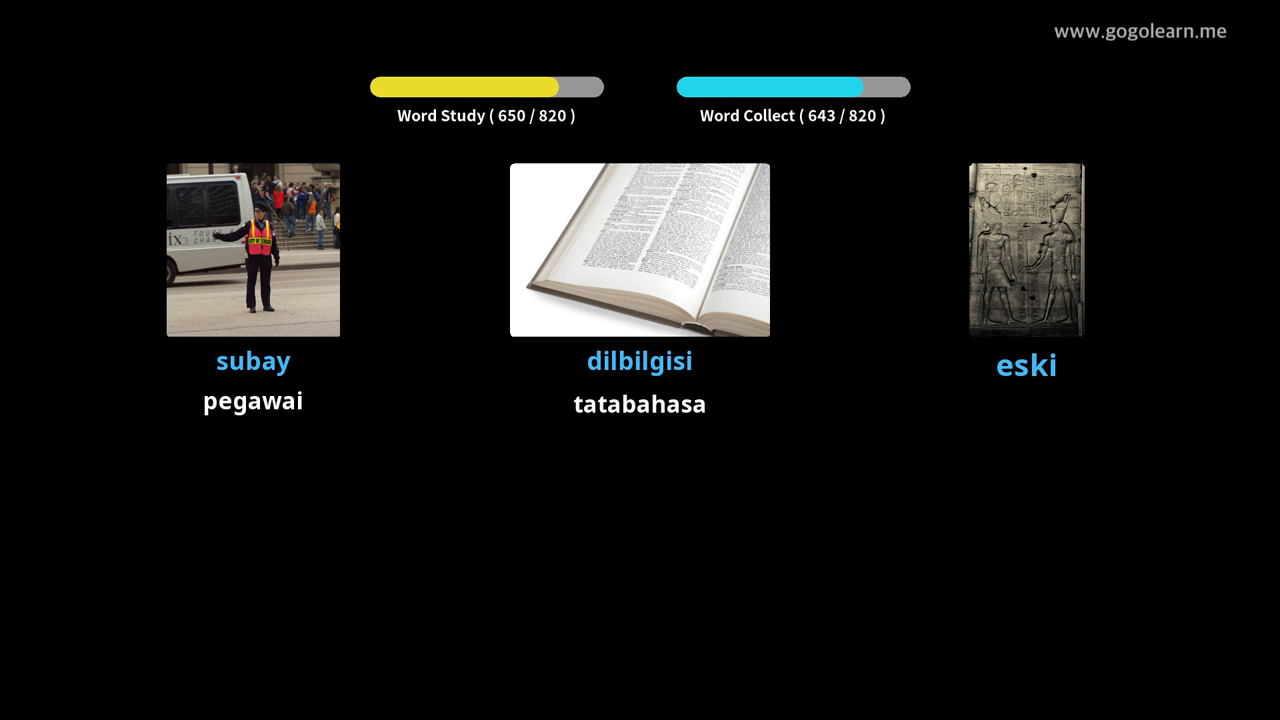 www.gogolearn.me
Word Study ( 650 / 820 )
Word Collect ( 643 / 820 )
subay
dilbilgisi
eski
pegawai
tatabahasa